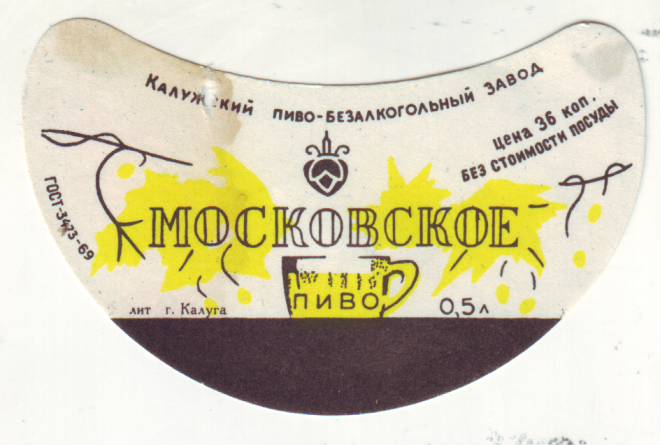 Калужский пиво-безалкогольный завод
Цена 36 коп.
без стоимости посуды
ГОСТ-3473-69
МОСКОВСКОЕ
ПИВО
лит г. Калуга
0,5 л